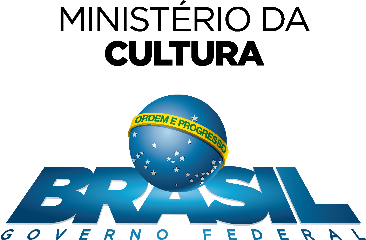 MINISTÉRIO DA
CULTURA
ORDEM E PROGRESSO
BRASIL
GOVERNO FEDERAL